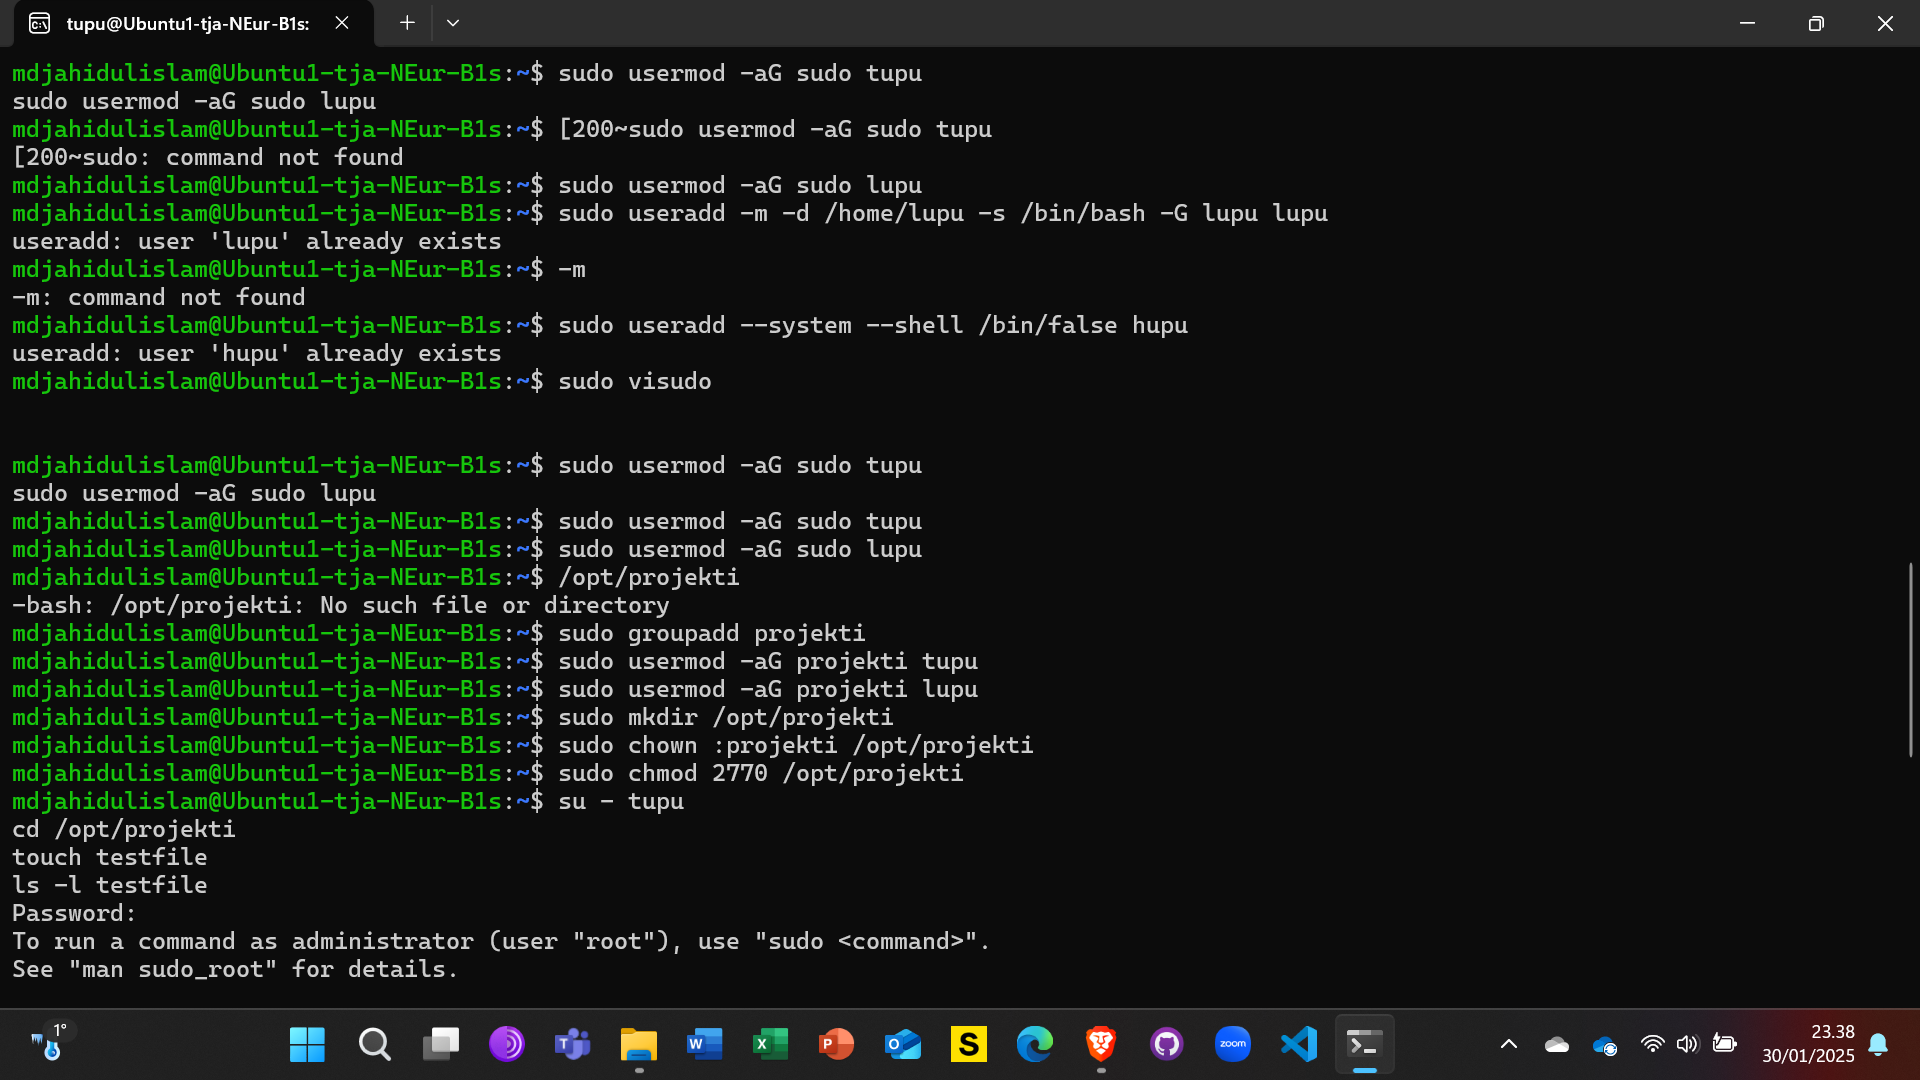 tupu@Ubuntu1-tja-NEur-B1s:
mdjahidulislam@Ubuntu1-tja-NEur-B1s:~$ sudo usermod -aG sudo tupu
sudo usermod -aG sudo lupu
mdjahidulislam@Ubuntu1-tja-NEur-B1s:~$ [200~sudo usermod -aG sudo tupu
[200~sudo: command not found
mdjahidulislam@Ubuntu1-tja-NEur-B1s:~$ sudo usermod -aG sudo lupu
mdjahidulislam@Ubuntu1-tja-NEur-B1s:~$ sudo useradd -m -d /home/lupu -s /bin/bash -G lupu lupu
useradd: user 'lupu' already exists
mdjahidulislam@Ubuntu1-tja-NEur-B1s:~$ -m
-m: command not found
mdjahidulislam@Ubuntu1-tja-NEur-B1s:~$ sudo useradd --system --shell /bin/false hupu
useradd: user 'hupu' already exists
mdjahidulislam@Ubuntu1-tja-NEur-B1s:~$ sudo visudo
mdjahidulislam@Ubuntu1-tja-NEur-B1s:~$ sudo usermod -aG sudo tupu
sudo usermod -aG sudo lupu
mdjahidulislam@Ubuntu1-tja-NEur-B1s:~$ sudo usermod -aG sudo tupu
mdjahidulislam@Ubuntu1-tja-NEur-B1s:~$ sudo usermod -aG sudo lupu
mdjahidulislam@Ubuntu1-tja-NEur-B1s:~$ /opt/projekti
-bash: /opt/projekti: No such file or directory
mdjahidulislam@Ubuntu1-tja-NEur-B1s:~$ sudo groupadd projekti
mdjahidulislam@Ubuntu1-tja-NEur-B1s:~$ sudo usermod -aG projekti tupu
mdjahidulislam@Ubuntu1-tja-NEur-B1s:~$ sudo usermod -aG projekti lupu
mdjahidulislam@Ubuntu1-tja-NEur-B1s:~$ sudo mkdir /opt/projekti
mdjahidulislam@Ubuntu1-tja-NEur-B1s:~$ sudo chown :projekti /opt/projekti
mdjahidulislam@Ubuntu1-tja-NEur-B1s:~$ sudo chmod 2770 /opt/projekti
mdjahidulislam@Ubuntu1-tja-NEur-B1s:~$ su - tupu
cd /opt/projekti
touch testfile
ls -l testfile
Password:
To run a command as administrator (user "root"), use "sudo <command>".
See "man sudo_root" for details.
1°
zoom
23.38
30/01/2025